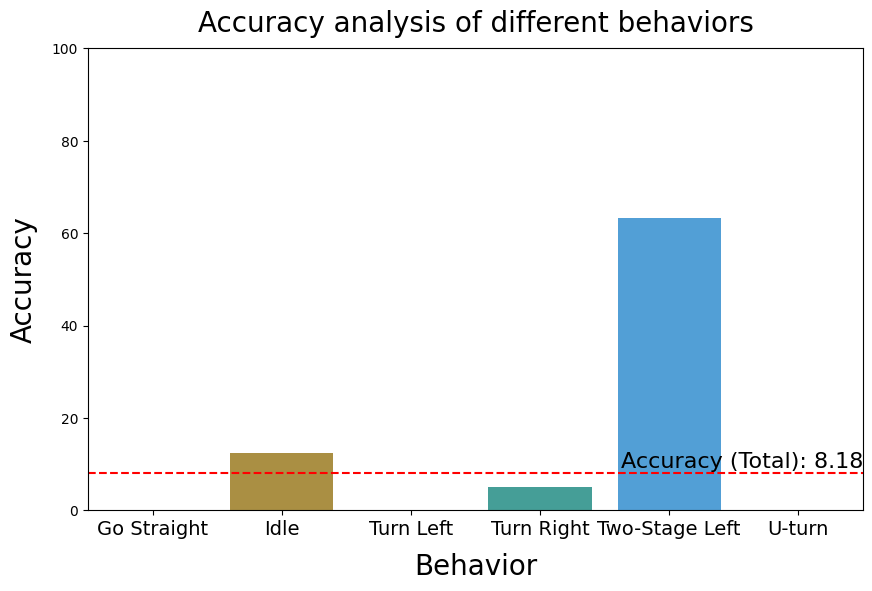 Accuracy analysis of different behaviors
Accuracy
100
80
60
40
20
0
Accuracy (Total): 8.18
Go Straight
Idle
Turn Left
Turn Right
Two-Stage Left
U-turn
Behavior